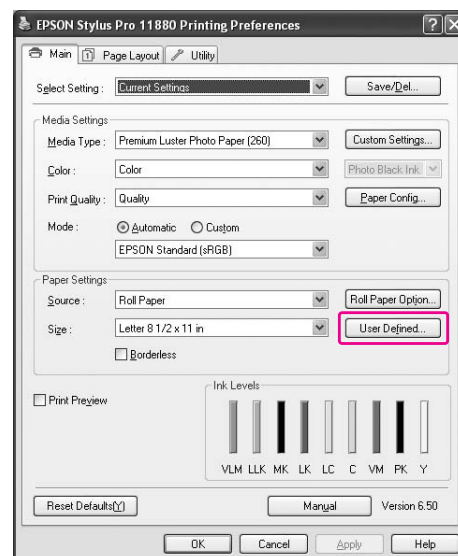 EPSON Stylus Pro 11880 Printing Preferences
Main Page Layout Utility
Select Setting : Current Settings Save/Del...
Media Settings
Media Type : Premium Luster Photo Paper (260) Custom Settings...
Color : Color Photo Black Ink
Print Quality : Quality Paper Config...
Mode : Automatic Custom
EPSON Standard (sRGB)
Paper Settings
Source : Roll Paper Roll Paper Option...
Size : Letter 8 1/2 x 11 in User Defined...
Borderless
Print Preview
Ink Levels
VLM LLK MK LK LC C VM PK Y
Reset Defaults(Y) Manual Version 6.50
OK Cancel Apply Help